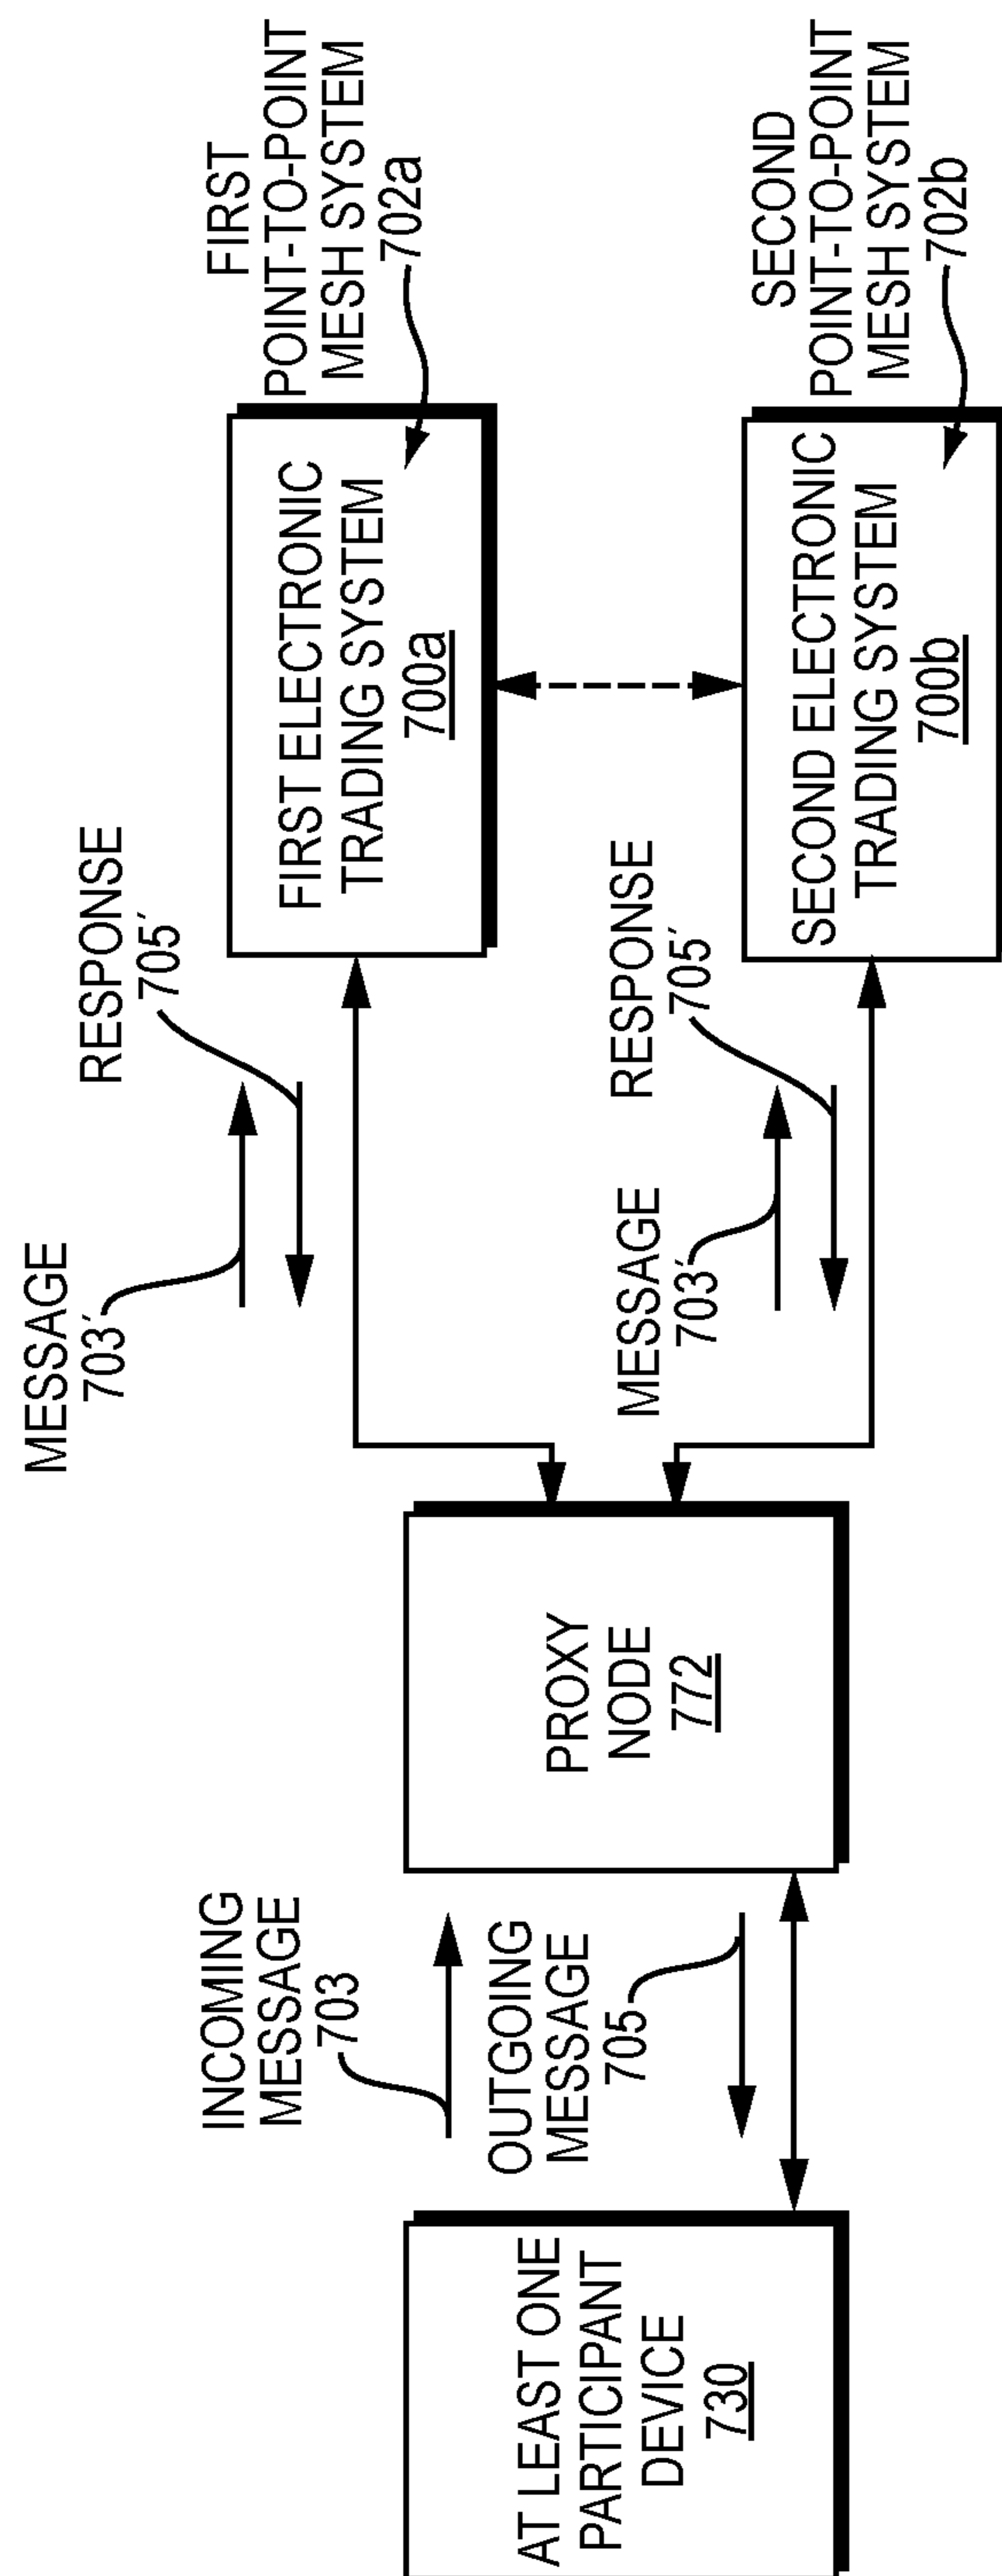 AT LEAST ONE
PARTICIPANT
DEVICE
730
INCOMING
MESSAGE
703
OUTGOING
MESSAGE
705
PROXY
NODE
772
MESSAGE
703′
RESPONSE
705′
MESSAGE
703′
RESPONSE
705′
FIRST ELECTRONIC
TRADING SYSTEM
700a
FIRST
POINT-TO-POINT
MESH SYSTEM
702a
SECOND ELECTRONIC
TRADING SYSTEM
700b
SECOND
POINT-TO-POINT
MESH SYSTEM
702b